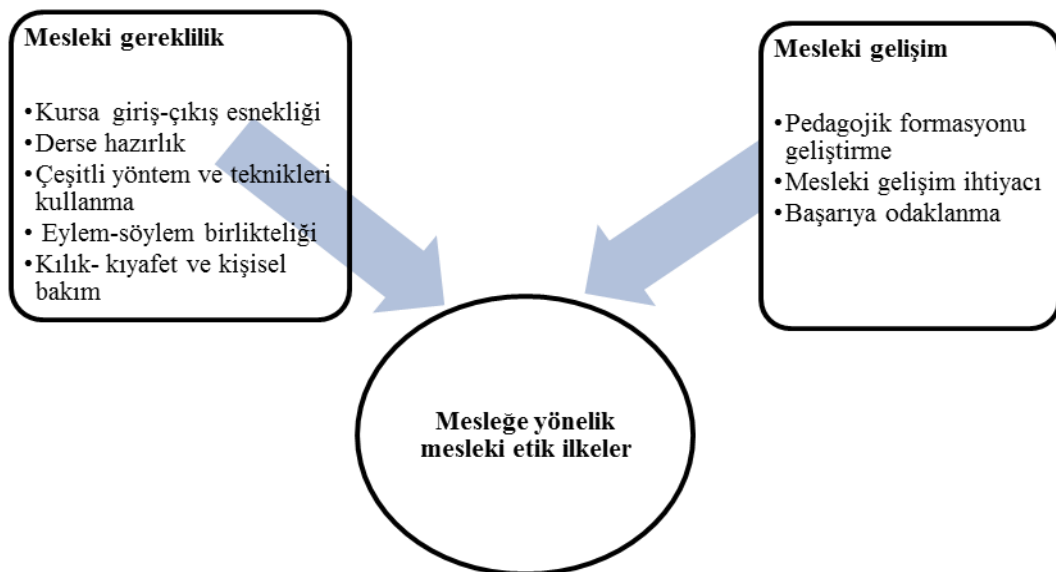 Mesleki gereklilik
•Kursa giriş-çıkış esnekliği
•Derse hazırlık
•Çeşitli yöntem ve teknikleri
kullanma
• Eylem-söylem birlikteliği
•Kılık- kıyafet ve kişisel
bakım
Mesleki gelişim
•Pedagojik formasyonu
geliştirme
•Mesleki gelişim ihtiyacı
•Başarıya odaklanma
Mesleğe yönelik
mesleki etik ilkeler